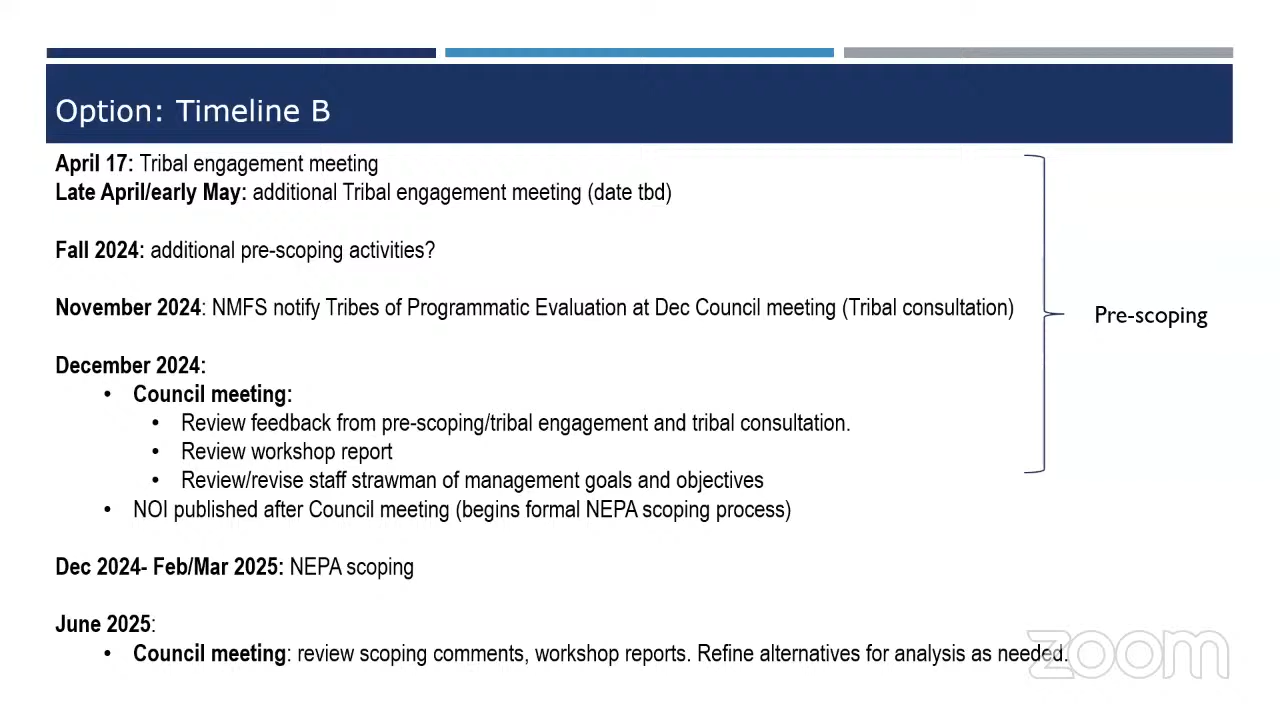 Option: Timeline B
April 17: Tribal engagement meeting
Late April/early May: additional Tribal engagement meeting (date tbd)
Fall 2024: additional pre-scoping activities?
November 2024: NMFS notify Tribes of Programmatic Evaluation at Dec Council meeting (Tribal consultation)
Pre-scoping
December 2024:
• Council meeting:
• Review feedback from pre-scoping/tribal engagement and tribal consultation.
• Review workshop report
• Review/revise staff strawman of management goals and objectives
• NOI published after Council meeting (begins formal NEPA scoping process)
Dec 2024- Feb/Mar 2025: NEPA scoping
June 2025:
• Council meeting: review scoping comments, workshop reports. Refine alternatives for analysis as needed.
zoom